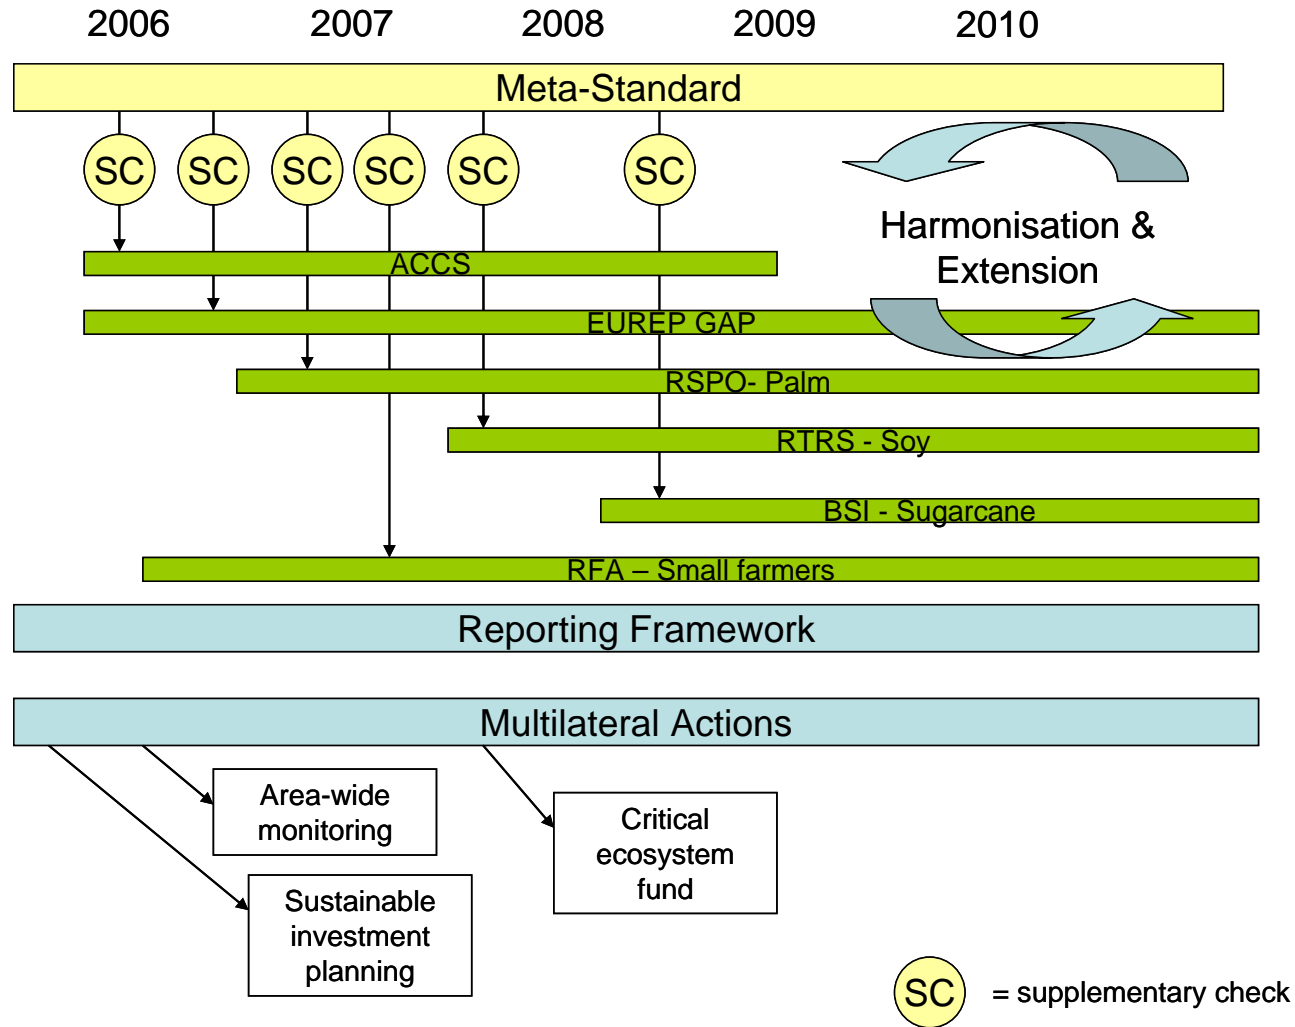 2006 2007 2008 2009 2010
Meta-Standard
SC SC SC SC SC SC
Harmonisation &
Extension
ACCS
EUREP GAP
RSPO- Palm
RTRS - Soy
BSI - Sugarcane
RFA – Small farmers
Reporting Framework
Multilateral Actions
Area-wide
monitoring
Critical
ecosystem
fund
Sustainable
investment
planning
SC = supplementary check